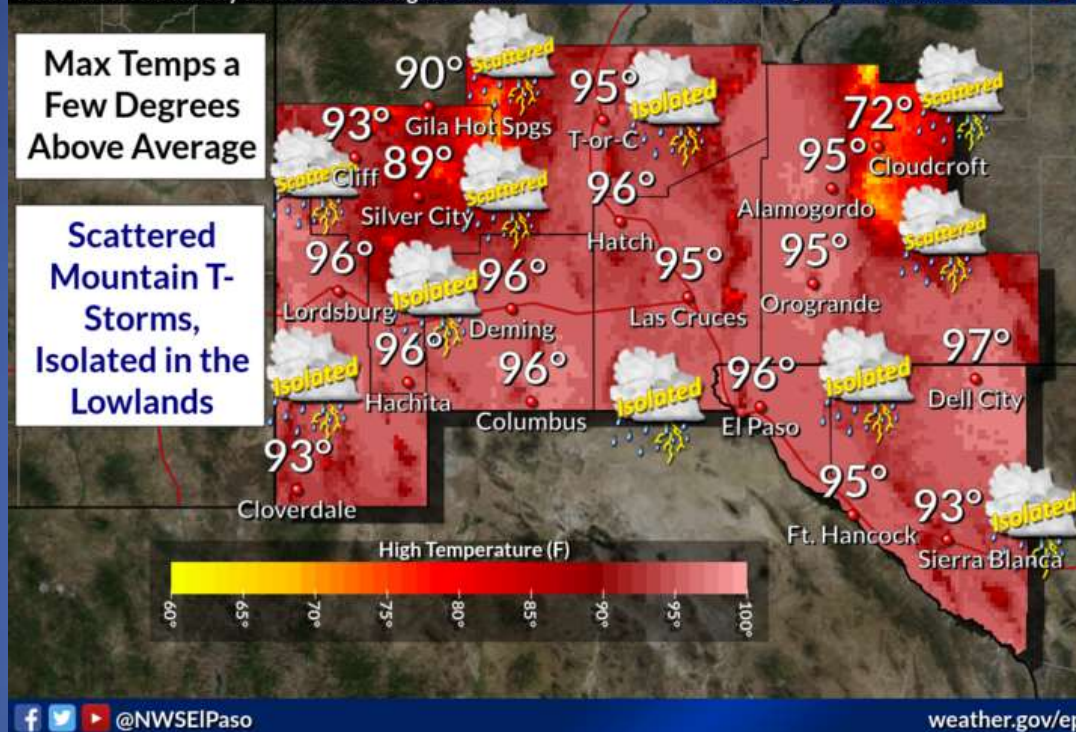 Max Temps a
Few Degrees
Above Average
Scattered
Mountain T-
Storms,
Isolated in the
Lowlands
Scattered
90°
Gila Hot Spgs
95°
T-or-C
Isolated
Scattered
72°
Cloudcroft
93°
Cliff
Scattered
89°
Silver City
Scattered
96°
Hatch
95°
Alamogordo
Scattered
96°
Lordsburg
Isolated
96°
Deming
95°
Las Cruces
95°
Orogrande
Isolated
96°
Hachita
96°
Columbus
Isolated
96°
El Paso
Isolated
97°
Dell City
93°
Cloverdale
95°
Ft. Hancock
93°
Sierra Blanca
Isolated
High Temperature (F)
60° 65° 70° 75° 80° 85° 90° 95° 100°
@NWSElPaso
weather.gov/ep